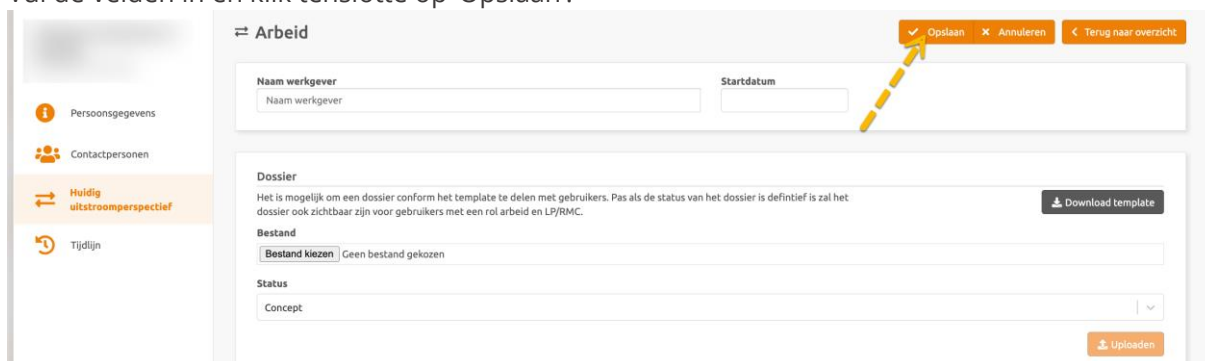 Vul de velden in en klik tenslotte op 'Opslaan'.
Arbeid
Opslaan
Annuleren
Terug naar overzicht
Naam werkgever
Startdatum
Naam werkgever
Persoonsgegevens
Contactpersonen
Huidig
uitstroomperspectief
Tijdlijn
Dossier
Het is mogelijk om een dossier conform het template te delen met gebruikers. Pas als de status van het dossier is defintief is zal het
dossier ook zichtbaar zijn voor gebruikers met een rol arbeid en LP/RMC.
Download template
Bestand
Bestand kiezen Geen bestand gekozen
Status
Concept
Uploaden